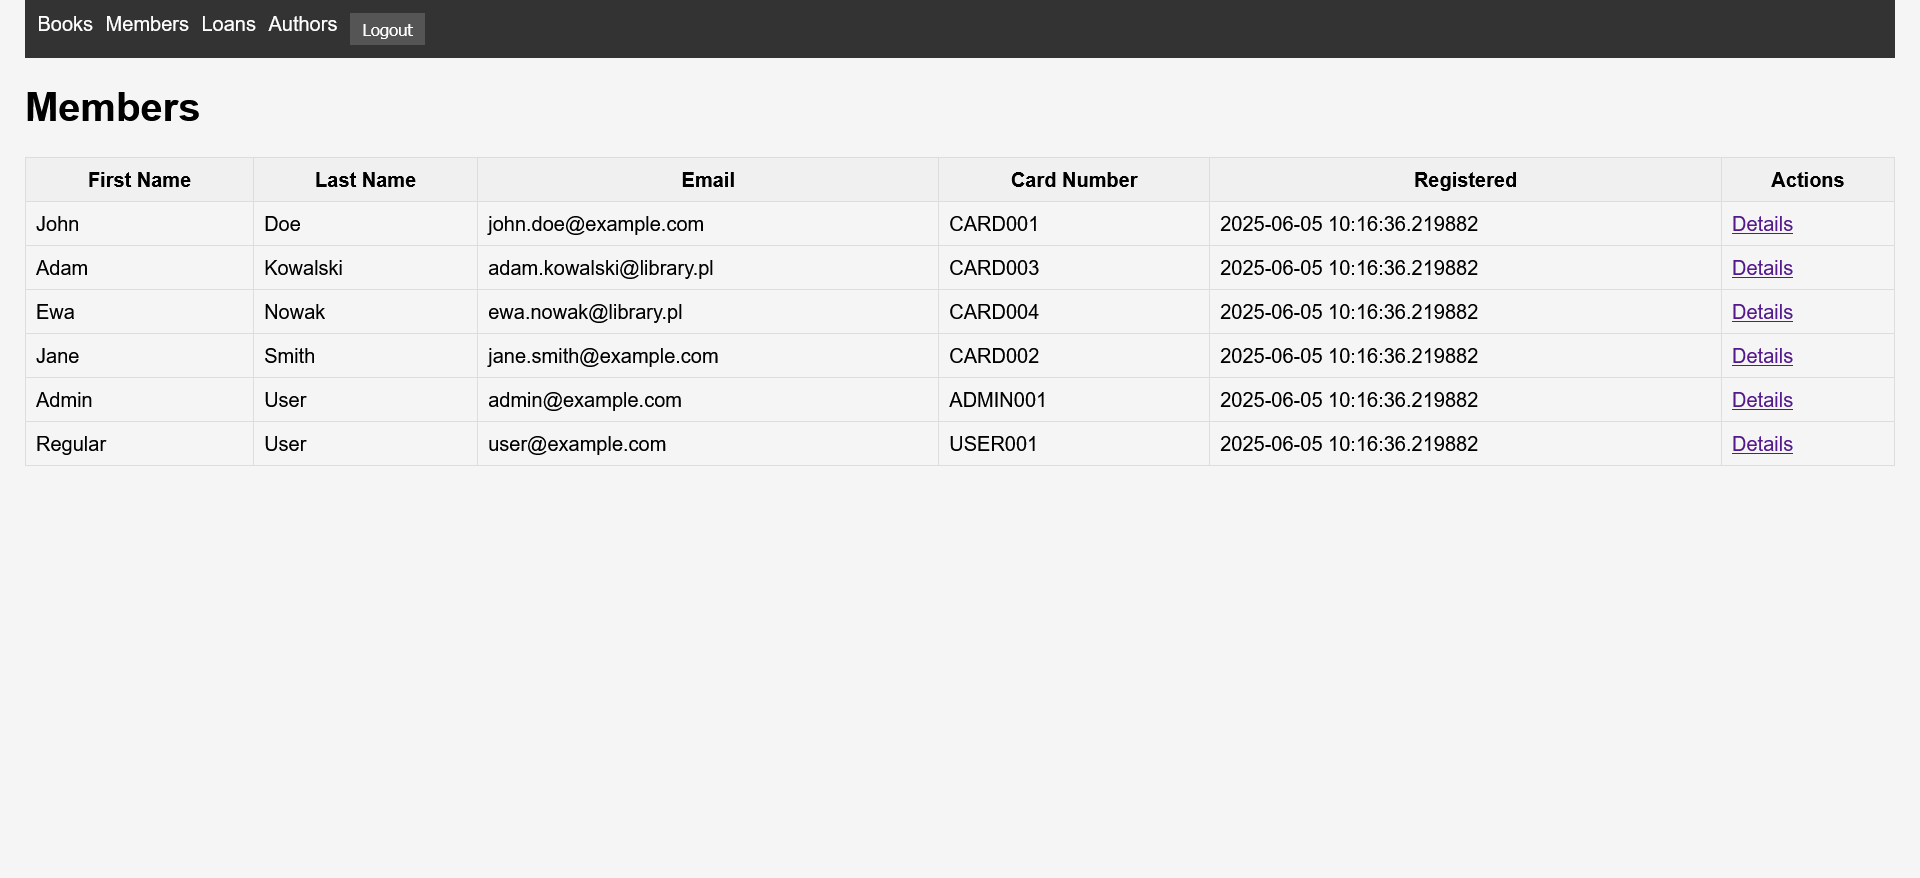 Books Members Loans Authors Logout
Members
First Name Last Name Email Card Number Registered Actions
John Doe john.doe@example.com CARD001 2025-06-05 10:16:36.219882 Details
Adam Kowalski adam.kowalski@library.pl CARD003 2025-06-05 10:16:36.219882 Details
Ewa Nowak ewa.nowak@library.pl CARD004 2025-06-05 10:16:36.219882 Details
Jane Smith jane.smith@example.com CARD002 2025-06-05 10:16:36.219882 Details
Admin User admin@example.com ADMIN001 2025-06-05 10:16:36.219882 Details
Regular User user@example.com USER001 2025-06-05 10:16:36.219882 Details